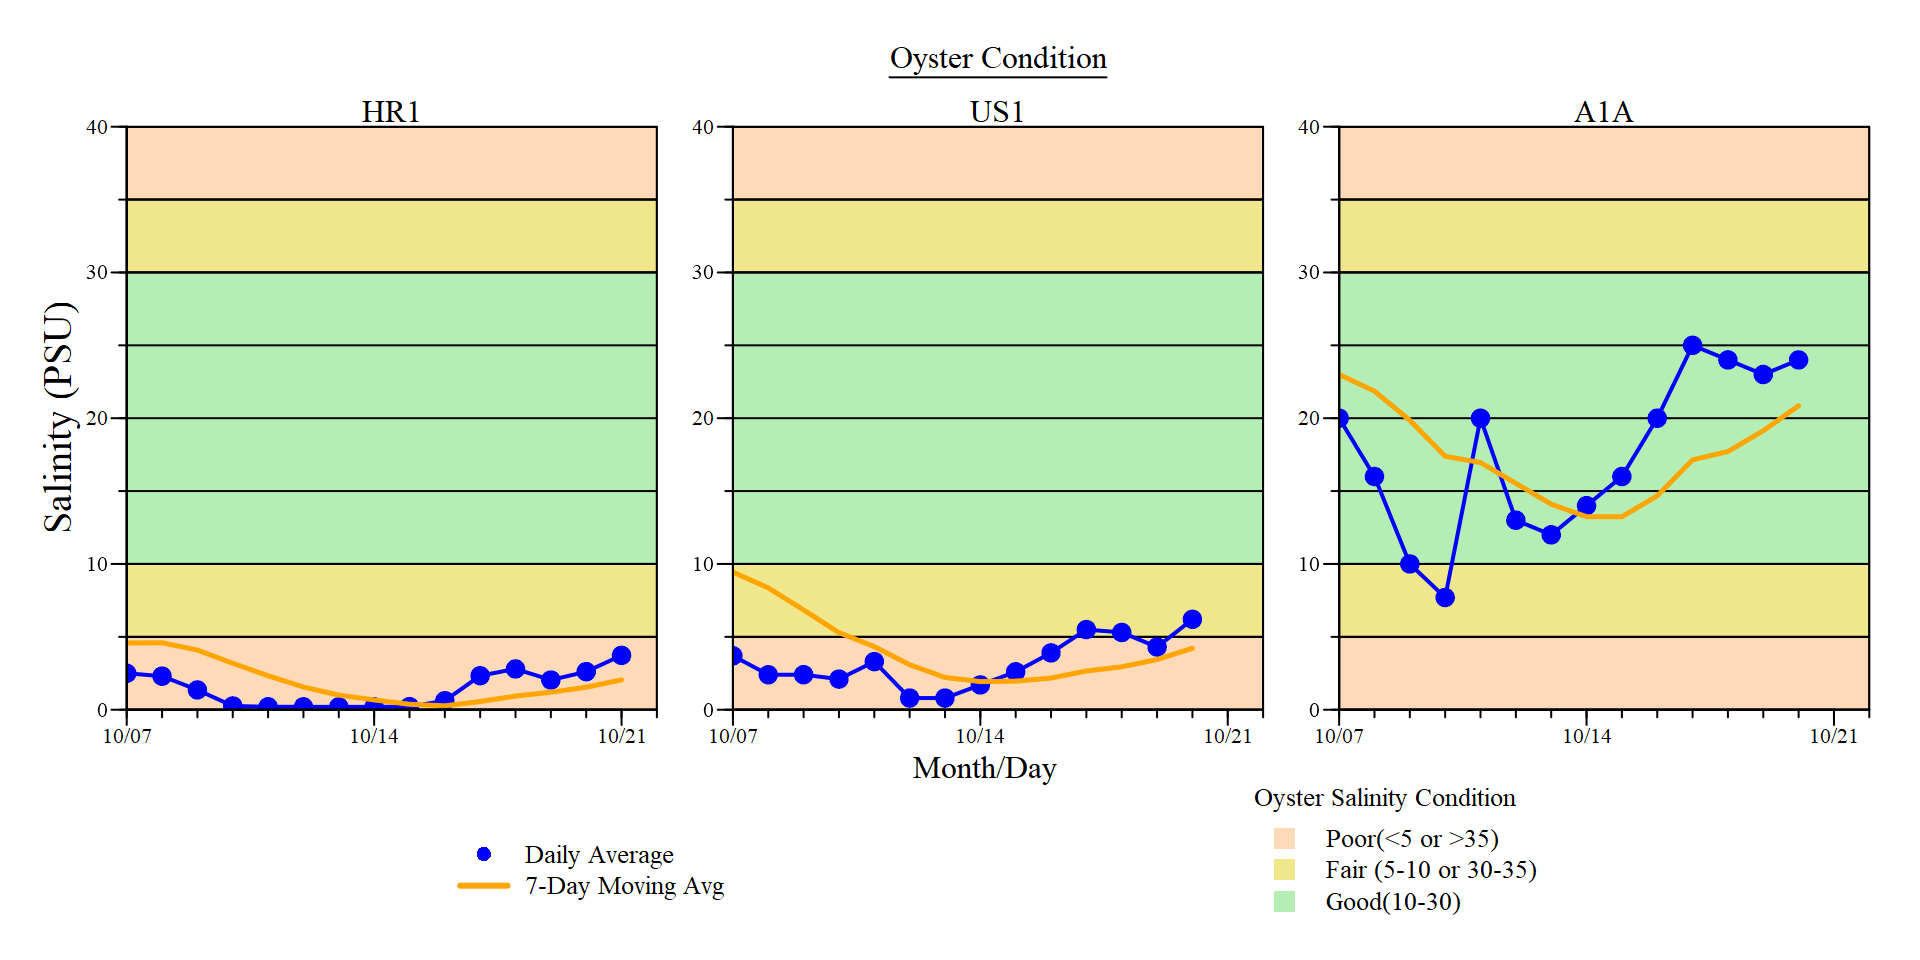 Oyster Condition
HR1
US1
A1A
Salinity (PSU)
40
30
20
10
0
10/07
10/14
10/21
40
30
20
10
0
10/07
10/14
10/21
40
30
20
10
0
10/07
10/14
10/21
Month/Day
Daily Average
7-Day Moving Avg
Oyster Salinity Condition
Poor(<5 or >35)
Fair (5-10 or 30-35)
Good(10-30)